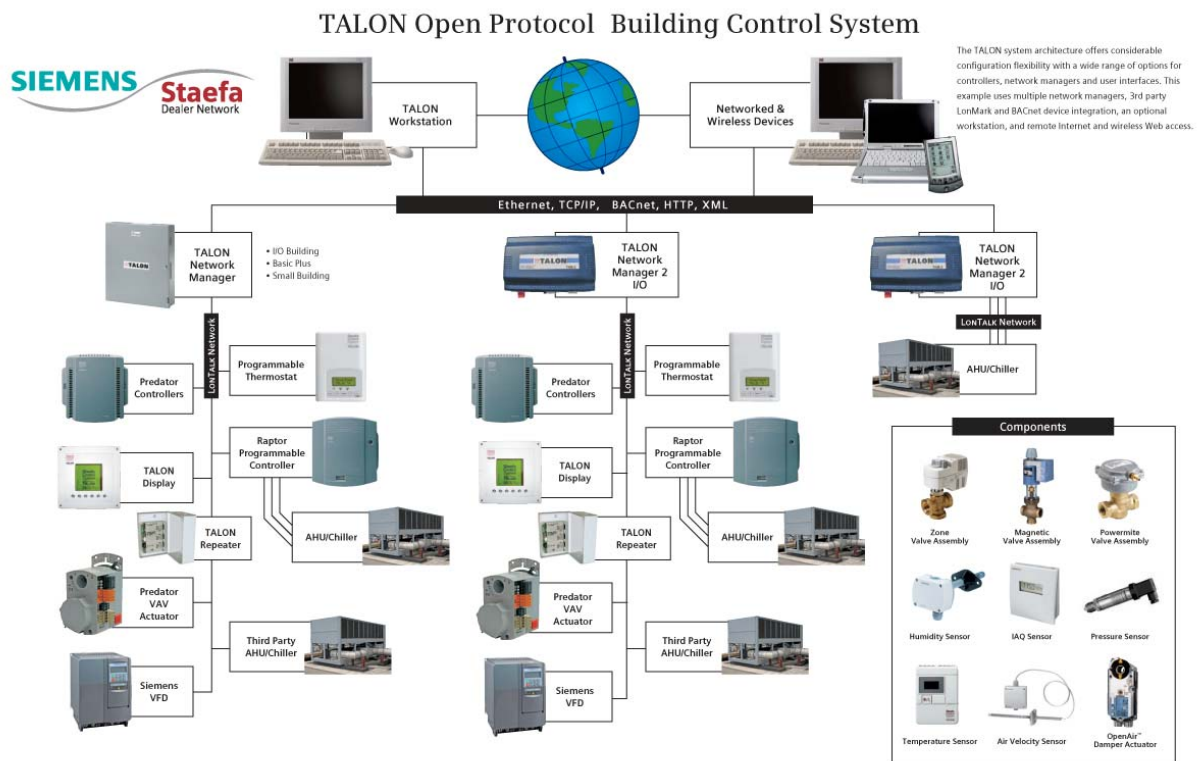 TALON Open Protocol Building Control System
SIEMENS
Staefa
Dealer Network
TALON
Workstation
Networked &
Wireless Devices
The TALON system architecture offers considerable
configuration flexibility with a wide range of options for
controllers, network managers and user interfaces. This
example uses multiple network managers, 3rd party
LonMark and BACnet device integration, an optional
workstation, and remote Internet and wireless Web access.
Ethernet, TCP/IP, BACnet, HTTP, XML
TALON
TALON
Network
Manager
• I/O Building
• Basic Plus
• Small Building
TALON
TALON
Network
Manager 2
I/O
TALON
TALON
Network
Manager 2
I/O
LONTALK Network
Predator
Controllers
Programmable
Thermostat
TALON
Display
Raptor
Programmable
Controller
TALON
Repeater
AHU/Chiller
Predator
VAV
Actuator
Third Party
AHU/Chiller
Siemens
VFD
LONTALK Network
Predator
Controllers
Programmable
Thermostat
TALON
Display
Raptor
Programmable
Controller
TALON
Repeater
AHU/Chiller
Predator
VAV
Actuator
Third Party
AHU/Chiller
Siemens
VFD
LONTALK Network
AHU/Chiller
Components
Zone
Valve Assembly
Magnetic
Valve Assembly
Powermite
Valve Assembly
Humidity Sensor
IAQ Sensor
Pressure Sensor
Temperature Sensor
Air Velocity Sensor
OpenAir™
Damper Actuator